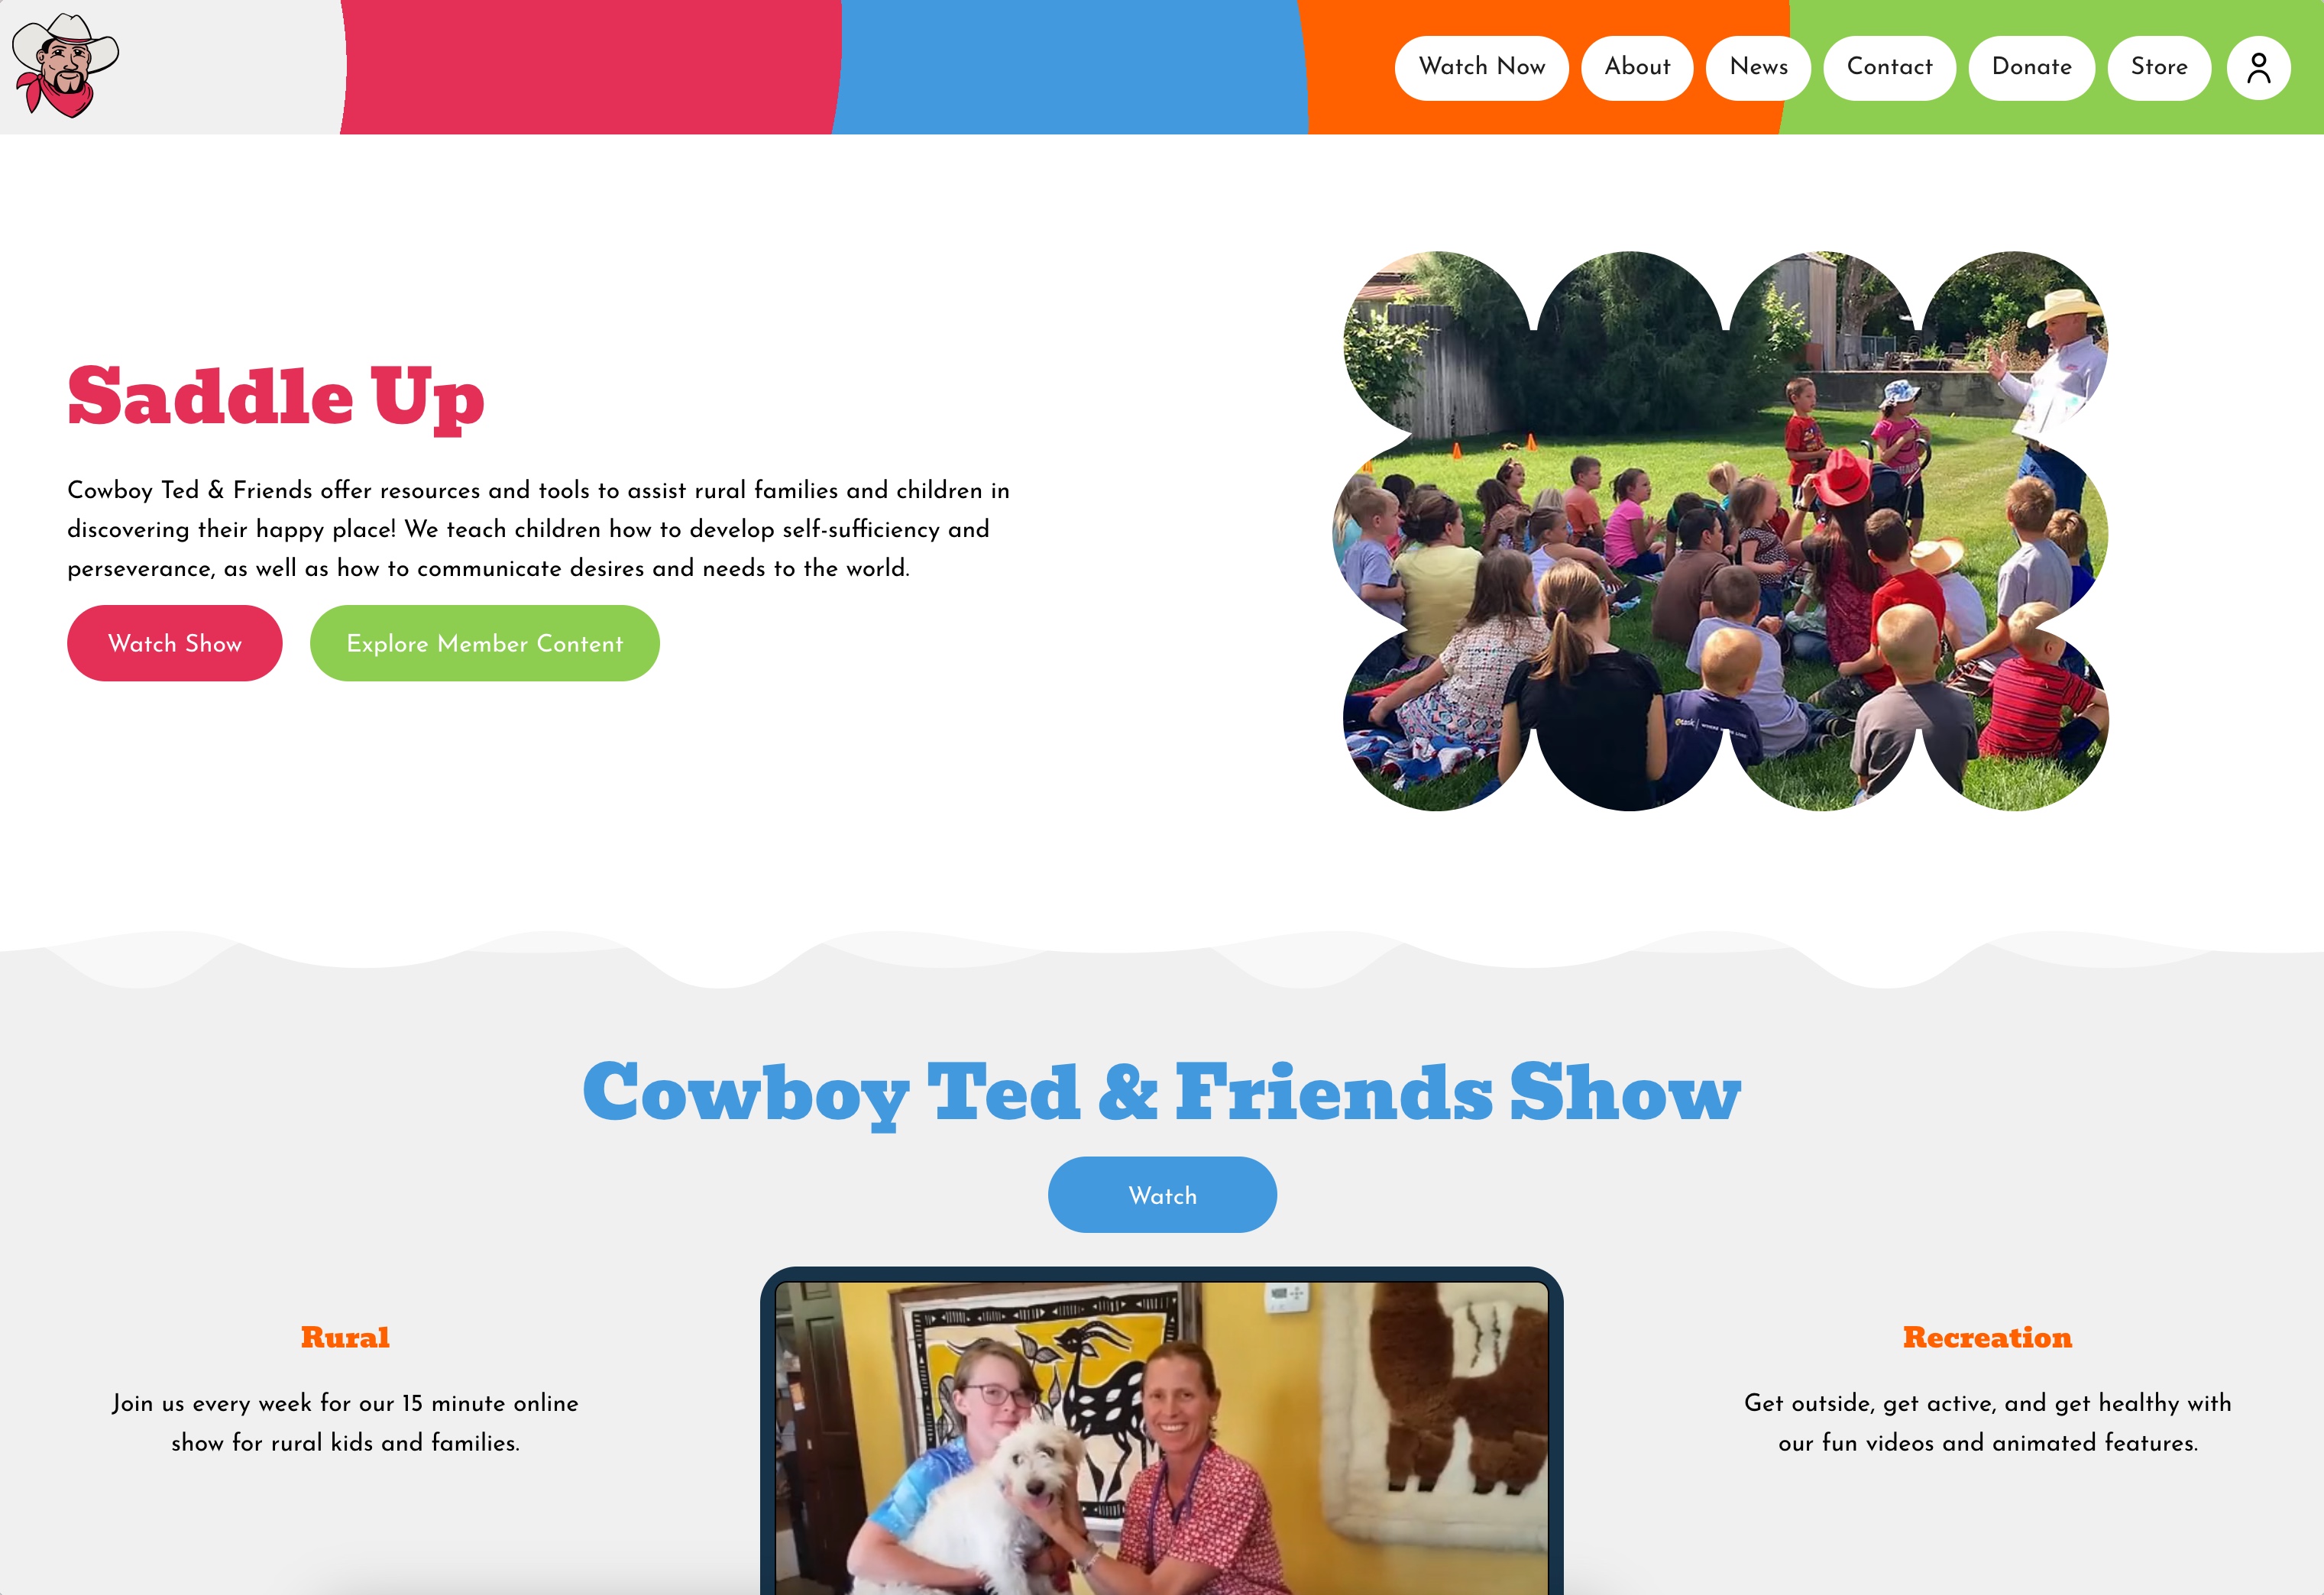 Watch Now
About
News
Contact
Donate
Store
Saddle Up
Cowboy Ted & Friends offer resources and tools to assist rural families and children in
discovering their happy place! We teach children how to develop self-sufficiency and
perseverance, as well as how to communicate desires and needs to the world.
Watch Show
Explore Member Content
Cowboy Ted & Friends Show
Watch
Rural
Join us every week for our 15 minute online
show for rural kids and families.
Recreation
Get outside, get active, and get healthy with
our fun videos and animated features.